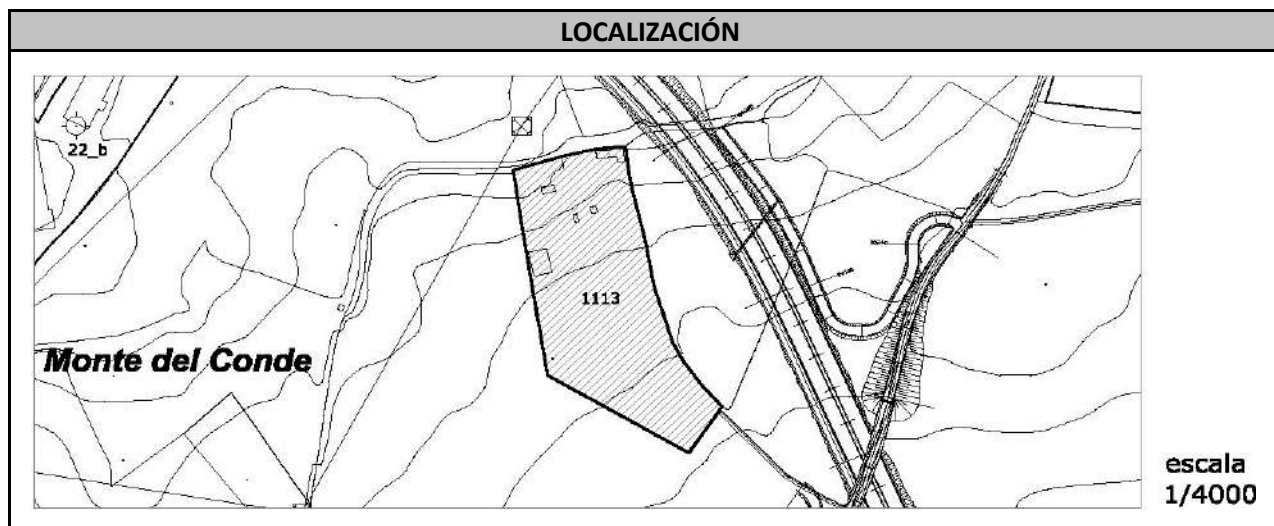 LOCALIZACIÓN
22_b
1113
Monte del Conde
escala
1/4000